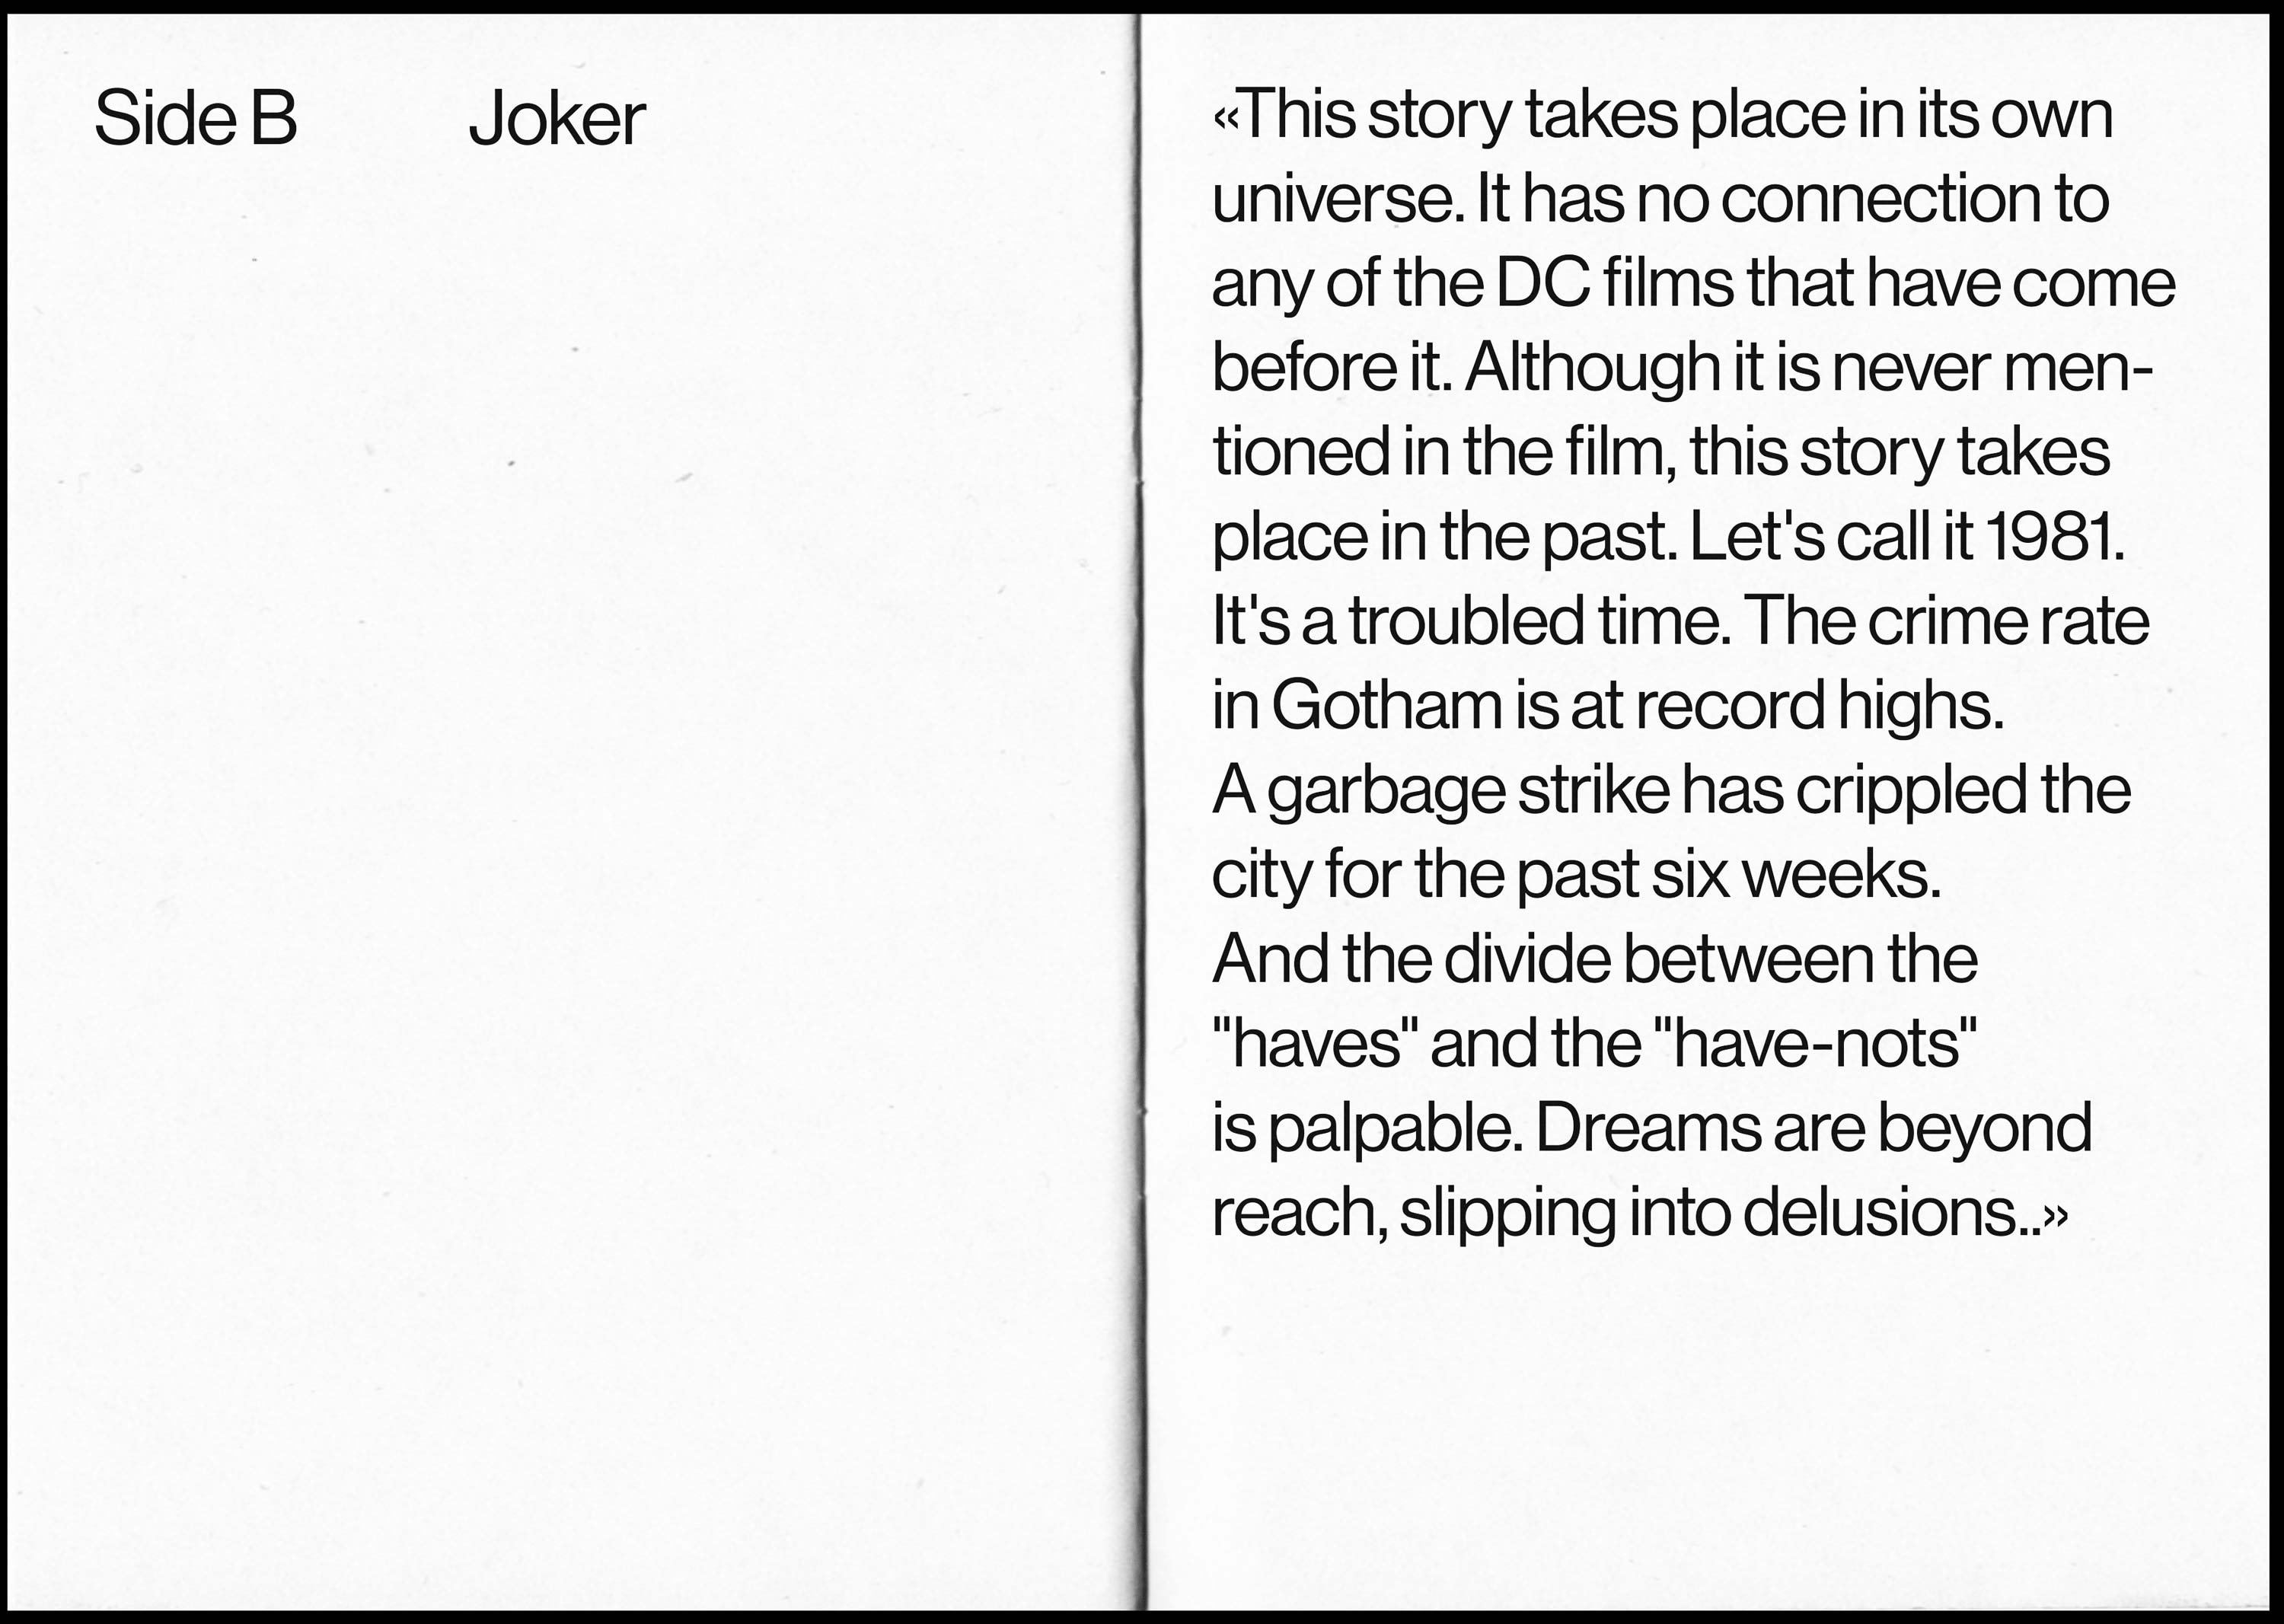 Side B Joker
«This story takes place in its own
universe. It has no connection to
any of the DC films that have come
before it. Although it is never men-
tioned in the film, this story takes
place in the past. Let's call it 1981.
It's a troubled time. The crime rate
in Gotham is at record highs.
A garbage strike has crippled the
city for the past six weeks.
And the divide between the
"haves" and the "have-nots"
is palpable. Dreams are beyond
reach, slipping into delusions..»